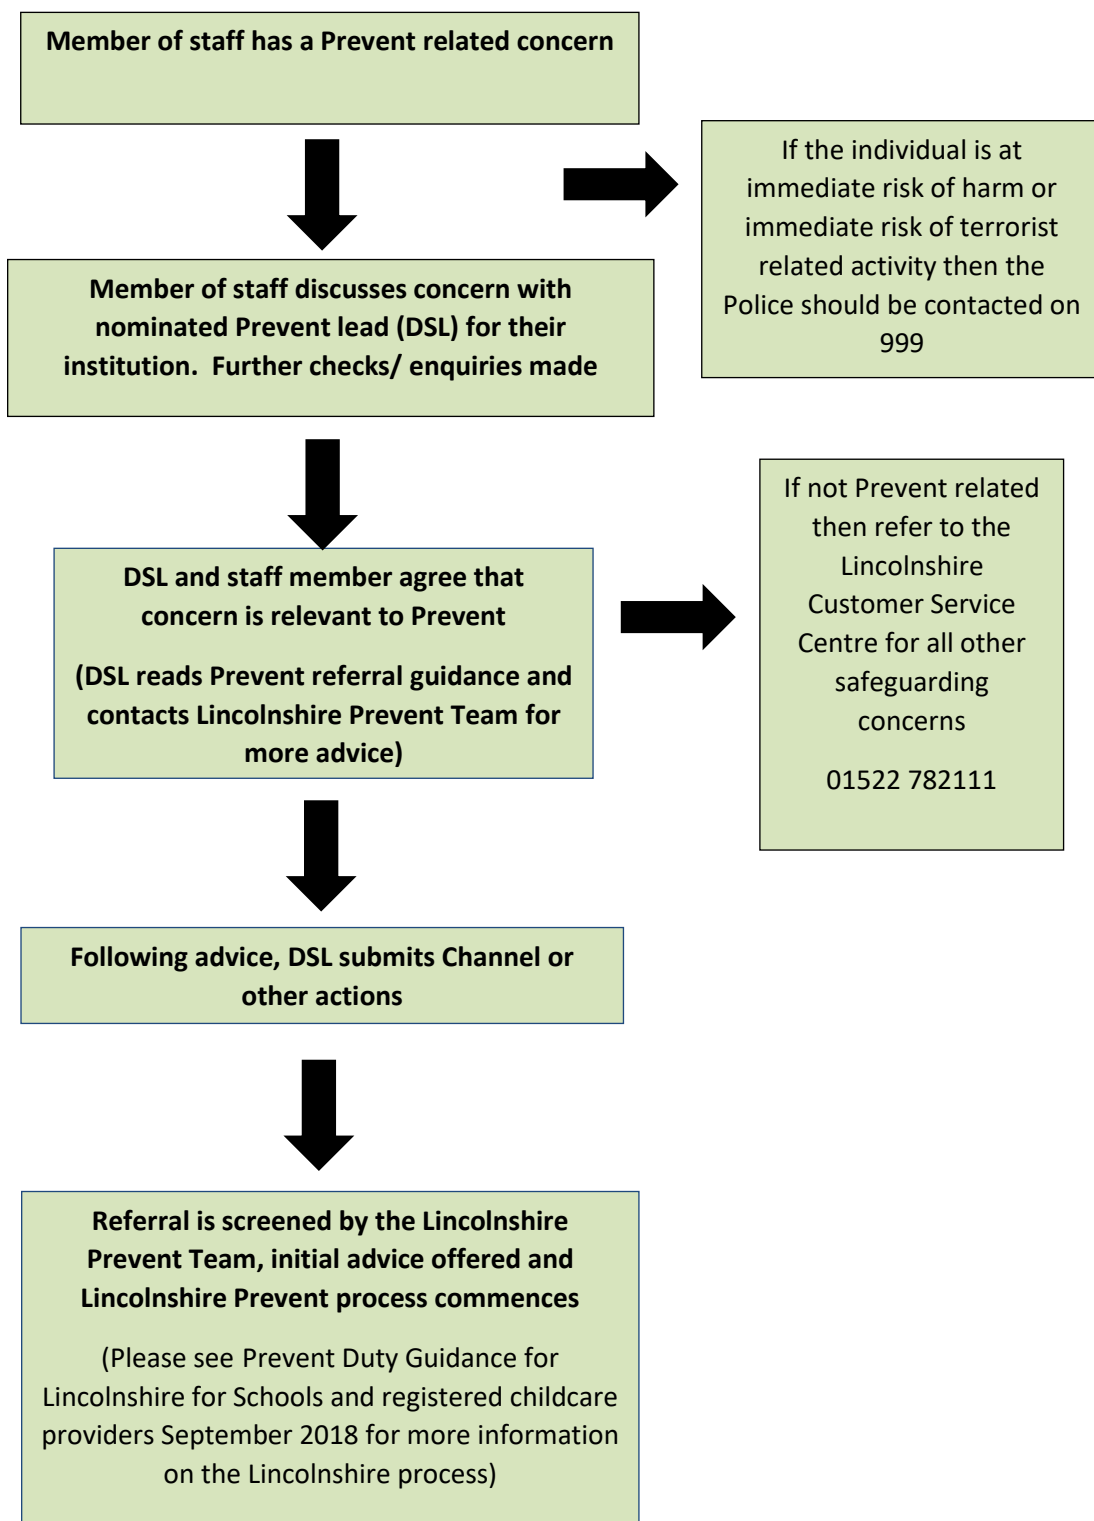 Member of staff has a Prevent related concern
If the individual is at
immediate risk of harm or
immediate risk of terrorist
related activity then the
Police should be contacted on
999
Member of staff discusses concern with
nominated Prevent lead (DSL) for their
institution.  Further checks/ enquiries made
If not Prevent related
then refer to the
Lincolnshire
Customer Service
Centre for all other
safeguarding
concerns
01522 782111
DSL and staff member agree that
concern is relevant to Prevent
(DSL reads Prevent referral guidance and
contacts Lincolnshire Prevent Team for
more advice)
Following advice, DSL submits Channel or
other actions
Referral is screened by the Lincolnshire
Prevent Team, initial advice offered and
Lincolnshire Prevent process commences
(Please see Prevent Duty Guidance for
Lincolnshire for Schools and registered childcare
providers September 2018 for more information
on the Lincolnshire process)